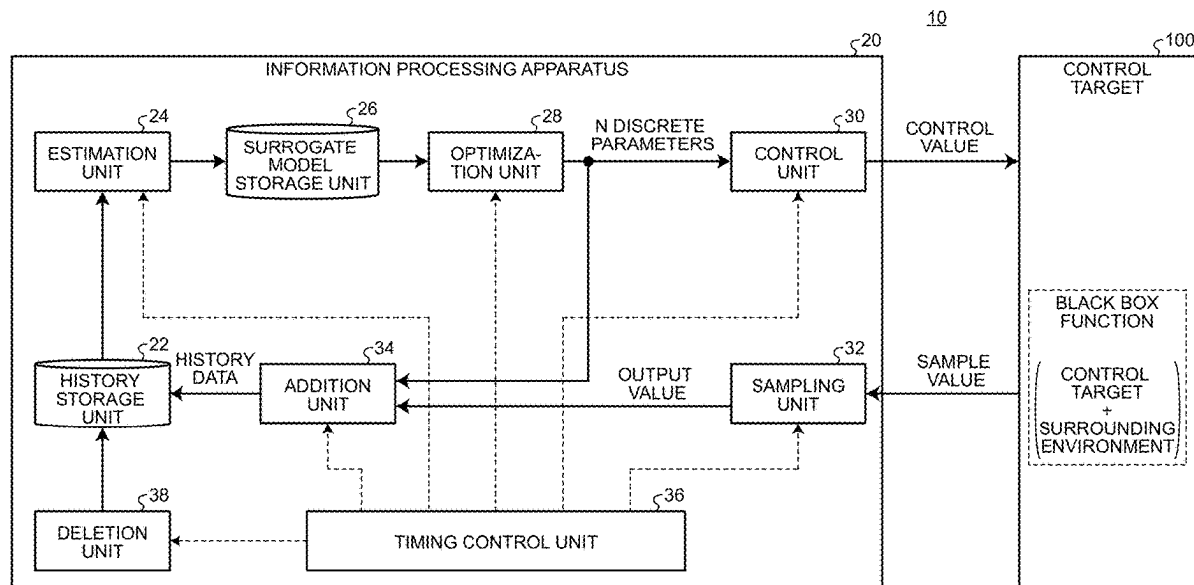 10
20
100
INFORMATION PROCESSING APPARATUS
CONTROL
TARGET
24
ESTIMATION
UNIT
26
SURROGATE
MODEL
STORAGE UNIT
28
OPTIMIZA-
TION UNIT
N DISCRETE
PARAMETERS
30
CONTROL
UNIT
CONTROL
VALUE
BLACK BOX
FUNCTION
CONTROL
TARGET
+
SURROUNDING
ENVIRONMENT
22
HISTORY
STORAGE
UNIT
HISTORY
DATA
34
ADDITION
UNIT
OUTPUT
VALUE
32
SAMPLING
UNIT
SAMPLE
VALUE
38
DELETION
UNIT
36
TIMING CONTROL UNIT